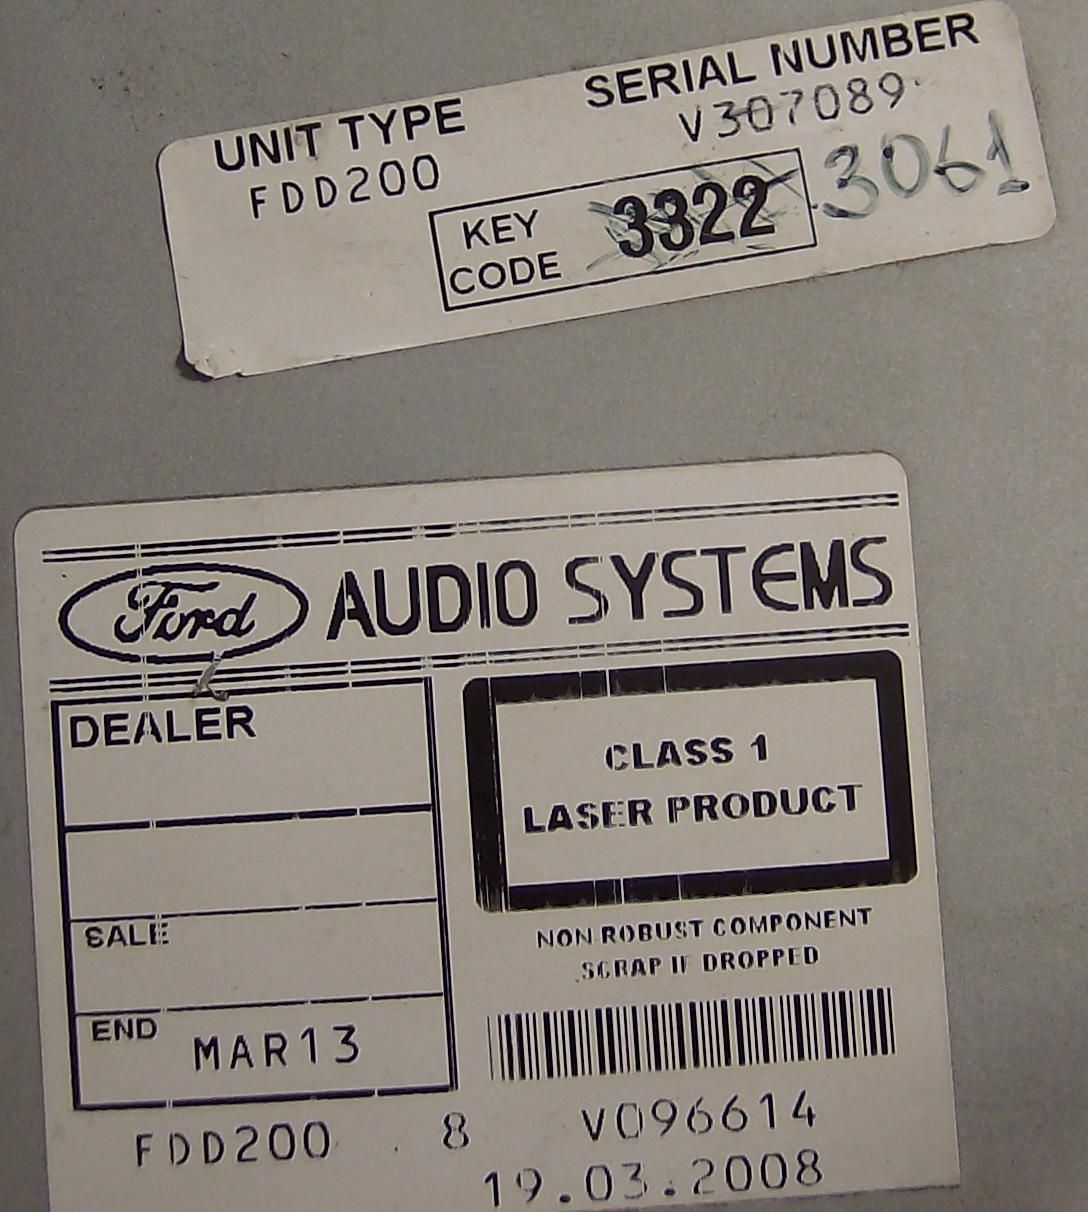 UNIT TYPE SERIAL NUMBER
FDD200 V307089
KEY CODE 3322 3061
Ford AUDIO SYSTEMS
DEALER
CLASS 1
LASER PRODUCT
SALE
NON ROBUST COMPONENT
SCRAP IF DROPPED
END MAR13
FDD200 8 V096614
19.03.2008